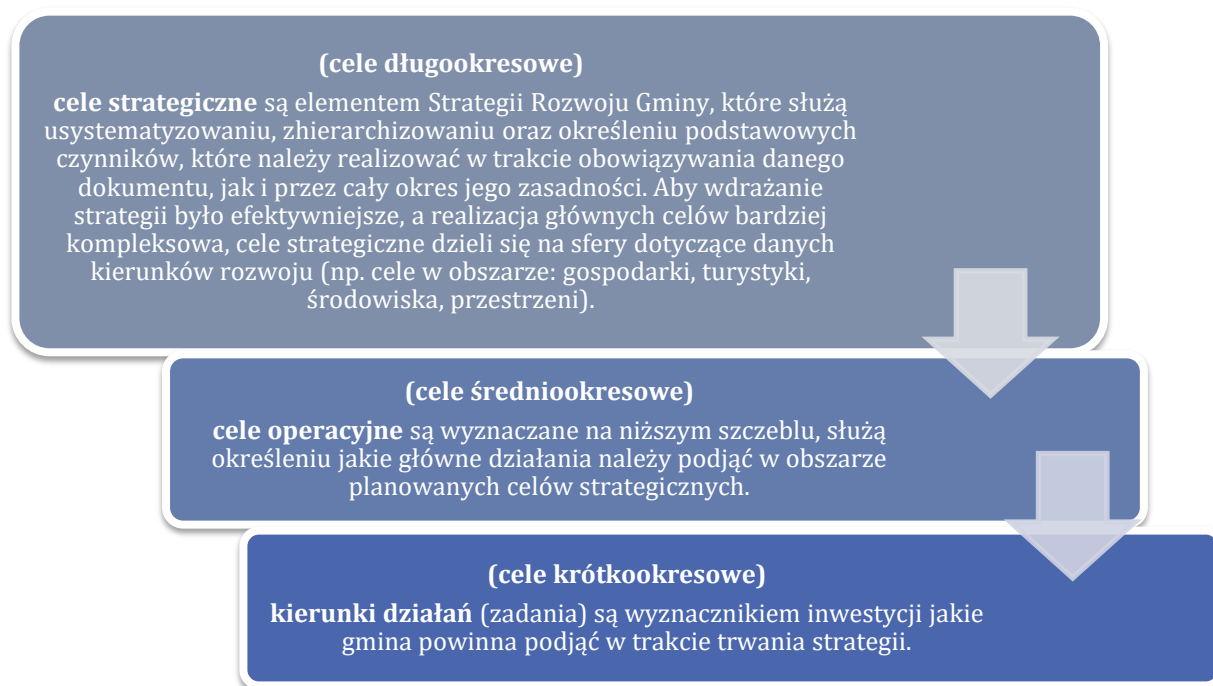 (cele długookresowe)
cele strategiczne są elementem Strategii Rozwoju Gminy, które służą
usystematyzowaniu, zhierarchizowaniu oraz określeniu podstawowych
czynników, które należy realizować w trakcie obowiązywania danego
dokumentu, jak i przez cały okres jego zasadności. Aby wdrażanie
strategii było efektywniejsze, a realizacja głównych celów bardziej
kompleksowa, cele strategiczne dzieli się na sfery dotyczące danych
kierunków rozwoju (np. cele w obszarze: gospodarki, turystyki,
środowiska, przestrzeni).
(cele średniookresowe)
cele operacyjne są wyznaczane na niższym szczeblu, służą
określeniu jakie główne działania należy podjąć w obszarze
planowanych celów strategicznych.
(cele krótkookresowe)
kierunki działań (zadania) są wyznacznikiem inwestycji jakie
gmina powinna podjąć w trakcie trwania strategii.